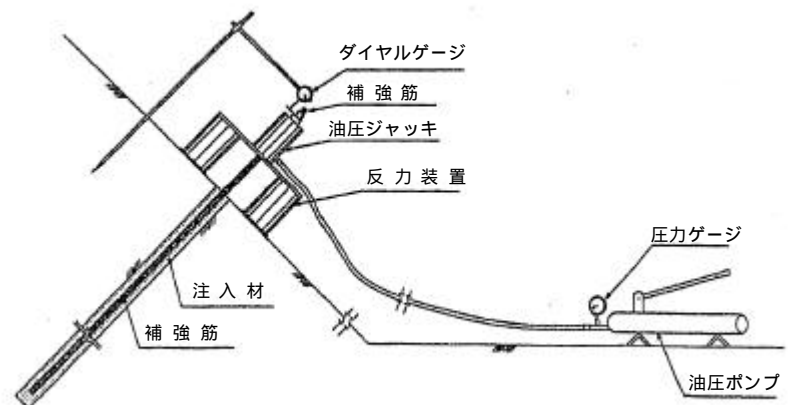 ダイヤルゲージ
補強筋
油圧ジャッキ
反力装置
圧力ゲージ
注入材
補強筋
油圧ポンプ